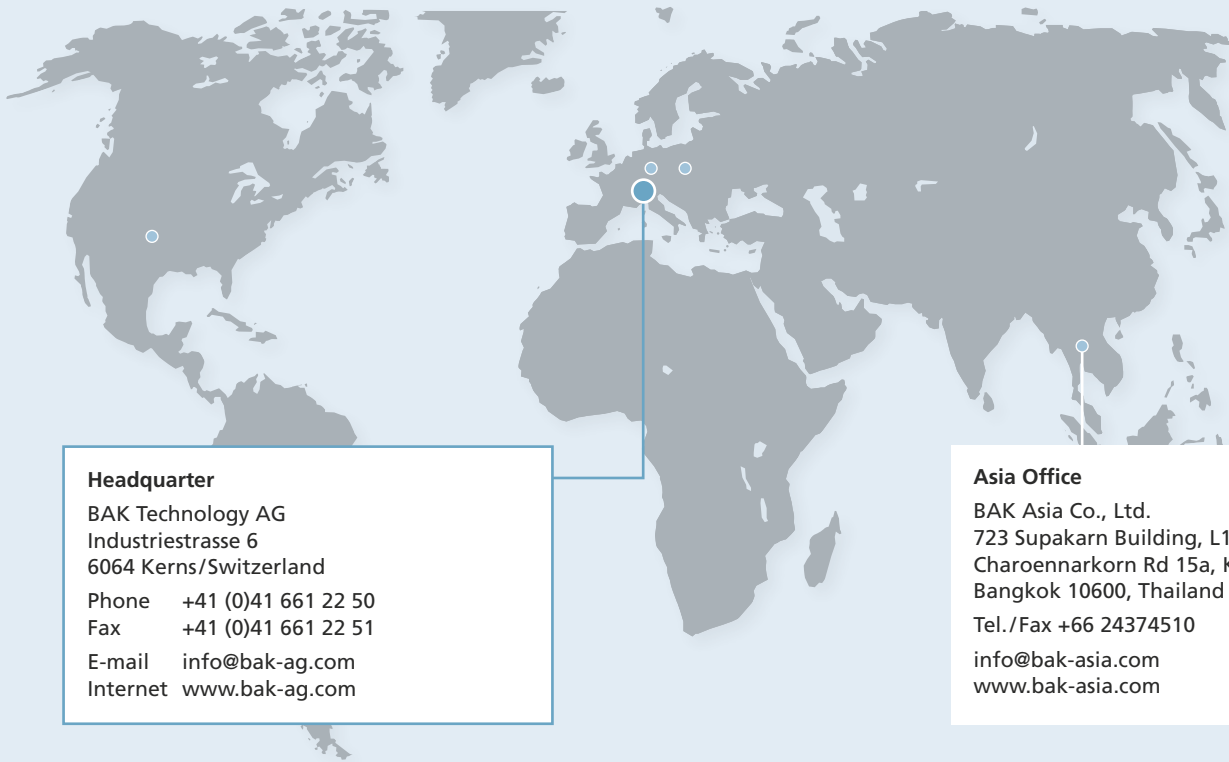 Headquarter
BAK Technology AG
Industriestrasse 6
6064 Kerns/Switzerland
Phone +41 (0)41 661 22 50
Fax +41 (0)41 661 22 51
E-mail info@bak-ag.com
Internet www.bak-ag.com
Asia Office
BAK Asia Co., Ltd.
723 Supakarn Building, L1
Charoennarkorn Rd 15a, K
Bangkok 10600, Thailand
Tel./Fax +66 24374510
info@bak-asia.com
www.bak-asia.com